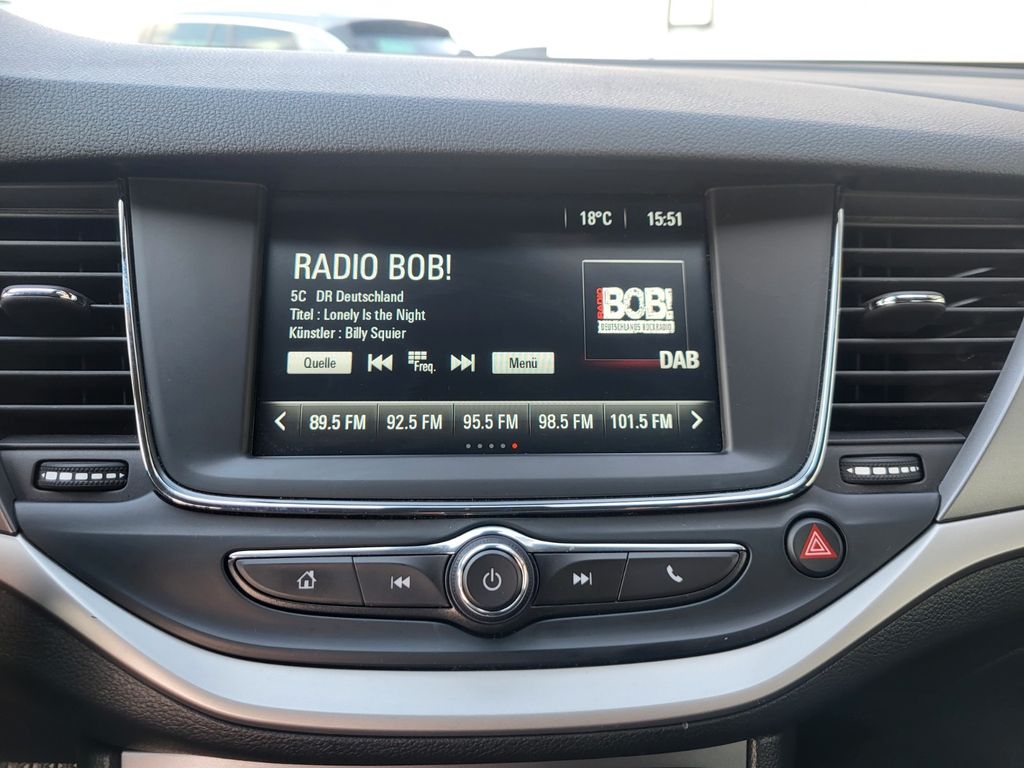 18°C 15:51
RADIO BOB!
5C DR Deutschland
Titel : Lonely Is the Night
Künstler : Billy Squier
RADIO BOB!
DEUTSCHLANDS ROCKRADIO
Quelle Freq. Menü DAB
89.5 FM 92.5 FM 95.5 FM 98.5 FM 101.5 FM